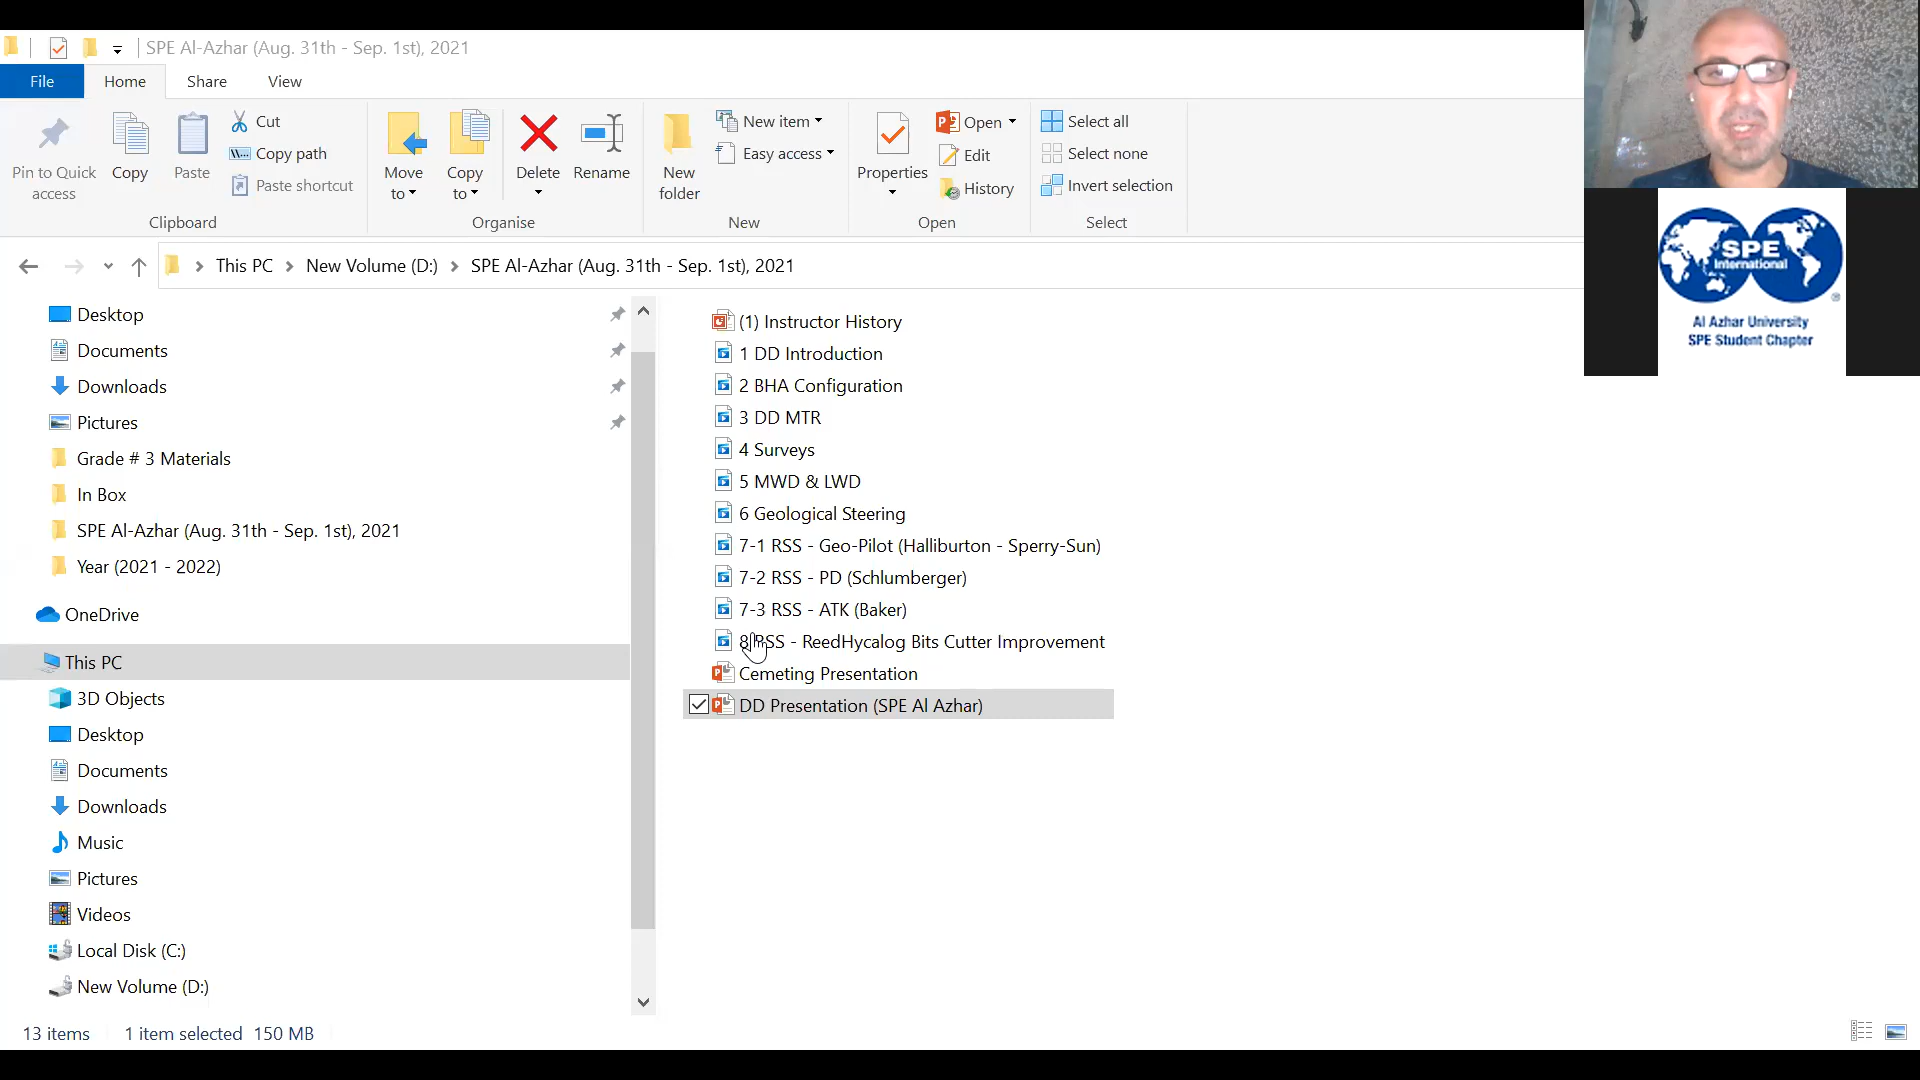 SPE Al-Azhar (Aug. 31th - Sep. 1st), 2021
File Home Share View
Pin to Quick access
Copy
Paste
Cut
Copy path
Paste shortcut
Clipboard
Move to
Copy to
Delete
Rename
Organise
New folder
New item
Easy access
New
Properties
Open
Edit
History
Open
Select all
Select none
Invert selection
Select
This PC > New Volume (D:) > SPE Al-Azhar (Aug. 31th - Sep. 1st), 2021
Desktop
Documents
Downloads
Pictures
Grade # 3 Materials
In Box
SPE Al-Azhar (Aug. 31th - Sep. 1st), 2021
Year (2021 - 2022)
OneDrive
This PC
3D Objects
Desktop
Documents
Downloads
Music
Pictures
Videos
Local Disk (C:)
New Volume (D:)
(1) Instructor History
1 DD Introduction
2 BHA Configuration
3 DD MTR
4 Surveys
5 MWD & LWD
6 Geological Steering
7-1 RSS - Geo-Pilot (Halliburton - Sperry-Sun)
7-2 RSS - PD (Schlumberger)
7-3 RSS - ATK (Baker)
8 RSS - ReedHycalog Bits Cutter Improvement
Cemeting Presentation
DD Presentation (SPE Al Azhar)
SPE
International
®
Al Azhar University
SPE Student Chapter
13 items 1 item selected 150 MB